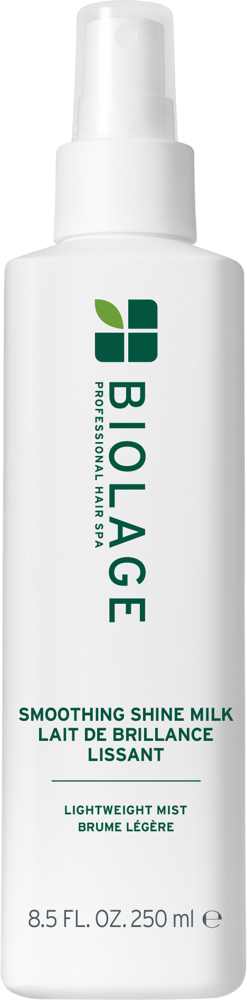 BIOLAGE
PROFESSIONAL HAIR SPA
SMOOTHING SHINE MILK
LAIT DE BRILLANCE
LISSANT
LIGHTWEIGHT MIST
BRUME LÉGÈRE
8.5 FL. OZ. 250 ml ℮